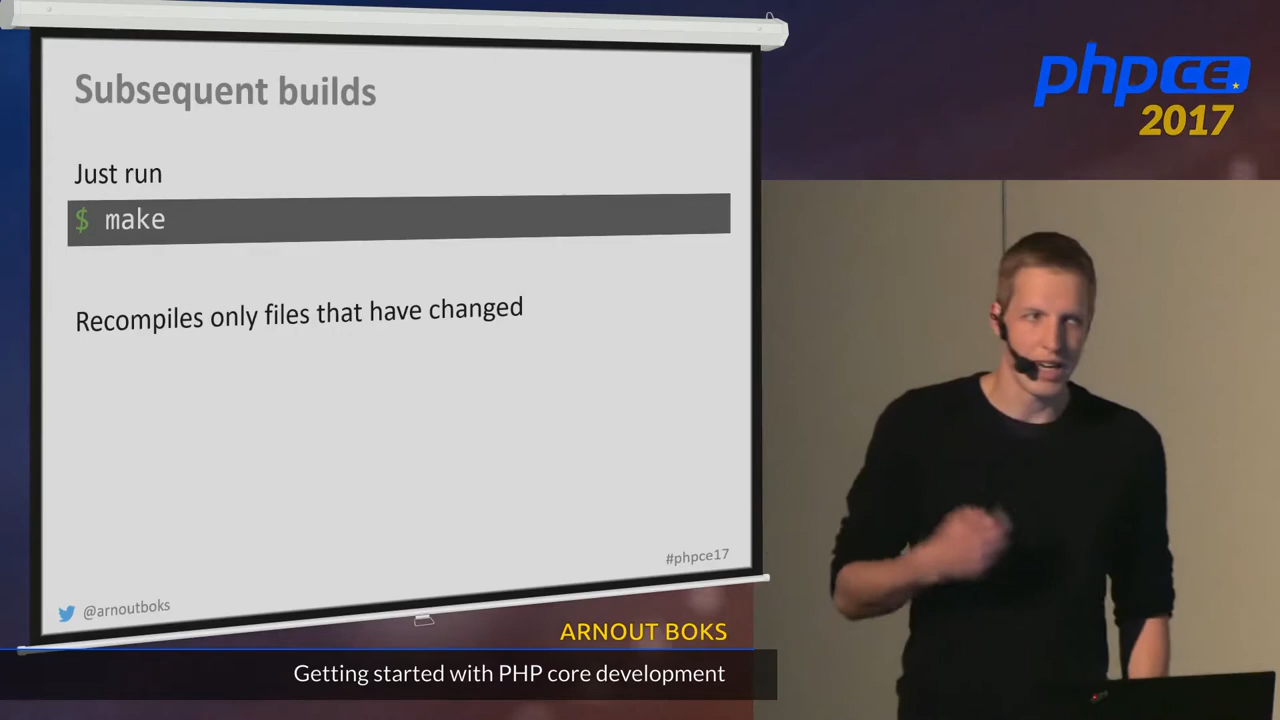 Subsequent builds
Just run
$ make
Recompiles only files that have changed
#phpce17
@arnoutboks
phpce
2017
ARNOUT BOKS
Getting started with PHP core development